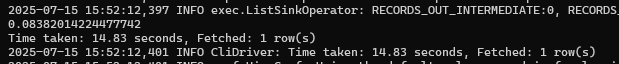 2025-07-15 15:52:12,397 INFO exec.ListSinkOperator: RECORDS_OUT_INTERMEDIATE:0, RECORDS_
0.08382014224477742
Time taken: 14.83 seconds, Fetched: 1 row(s)
2025-07-15 15:52:12,401 INFO CliDriver: Time taken: 14.83 seconds, Fetched: 1 row(s)